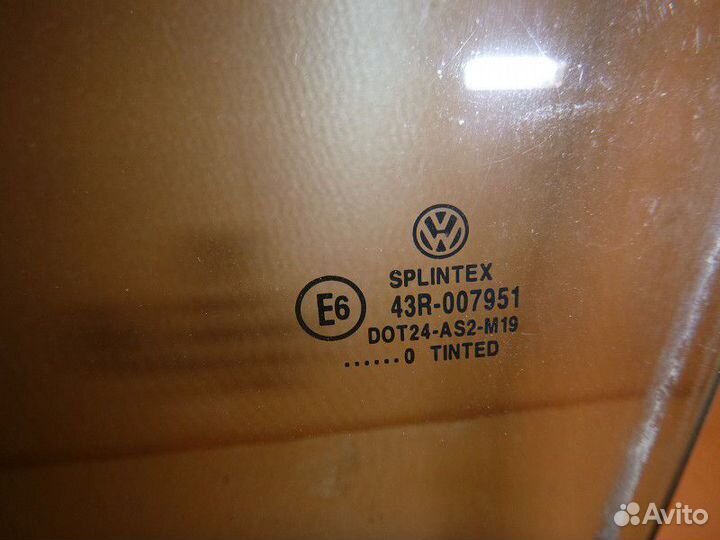 SPLINTEX
E6 43R-007951
DOT24-AS2-M19
......0 TINTED
Avito